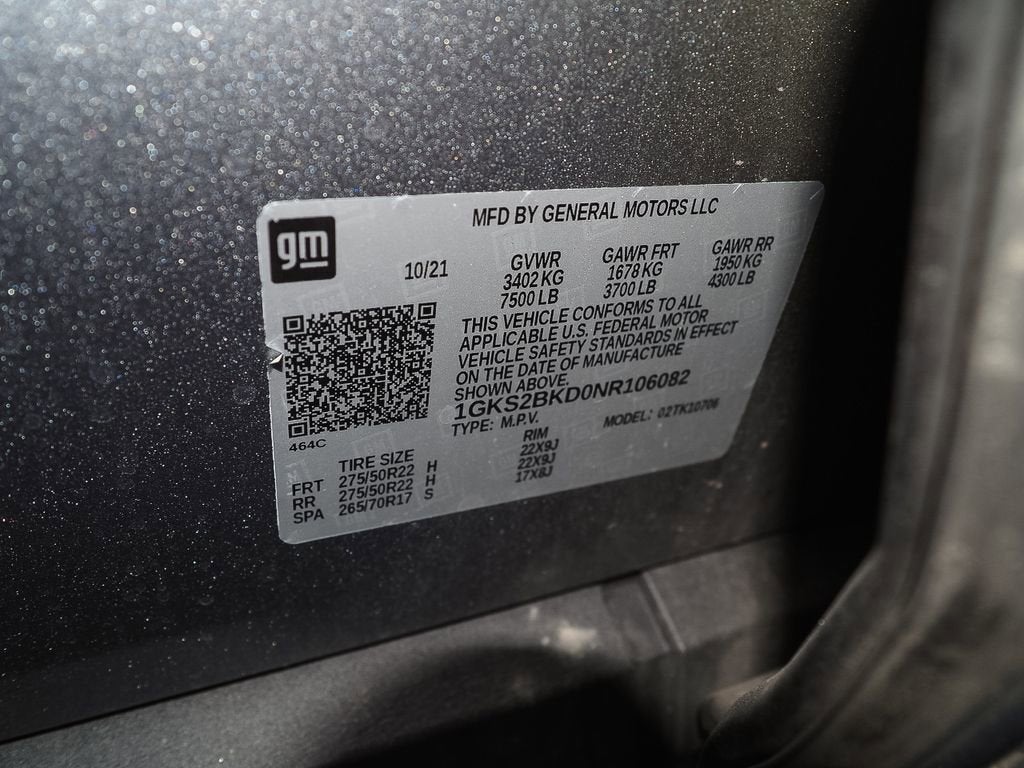 gm
MFD BY GENERAL MOTORS LLC
10/21
GVWR GAWR FRT GAWR RR
3402 KG 1678 KG 1950 KG
7500 LB 3700 LB 4300 LB
THIS VEHICLE CONFORMS TO ALL
APPLICABLE U.S. FEDERAL MOTOR
VEHICLE SAFETY STANDARDS IN EFFECT
ON THE DATE OF MANUFACTURE
SHOWN ABOVE.
1GKS2BKD0NR106082
TYPE: M.P.V. MODEL: 02TK10706
464C
TIRE SIZE RIM
FRT 275/50R22 H 22X9J
RR 275/50R22 H 22X9J
SPA 265/70R17 S 17X8J